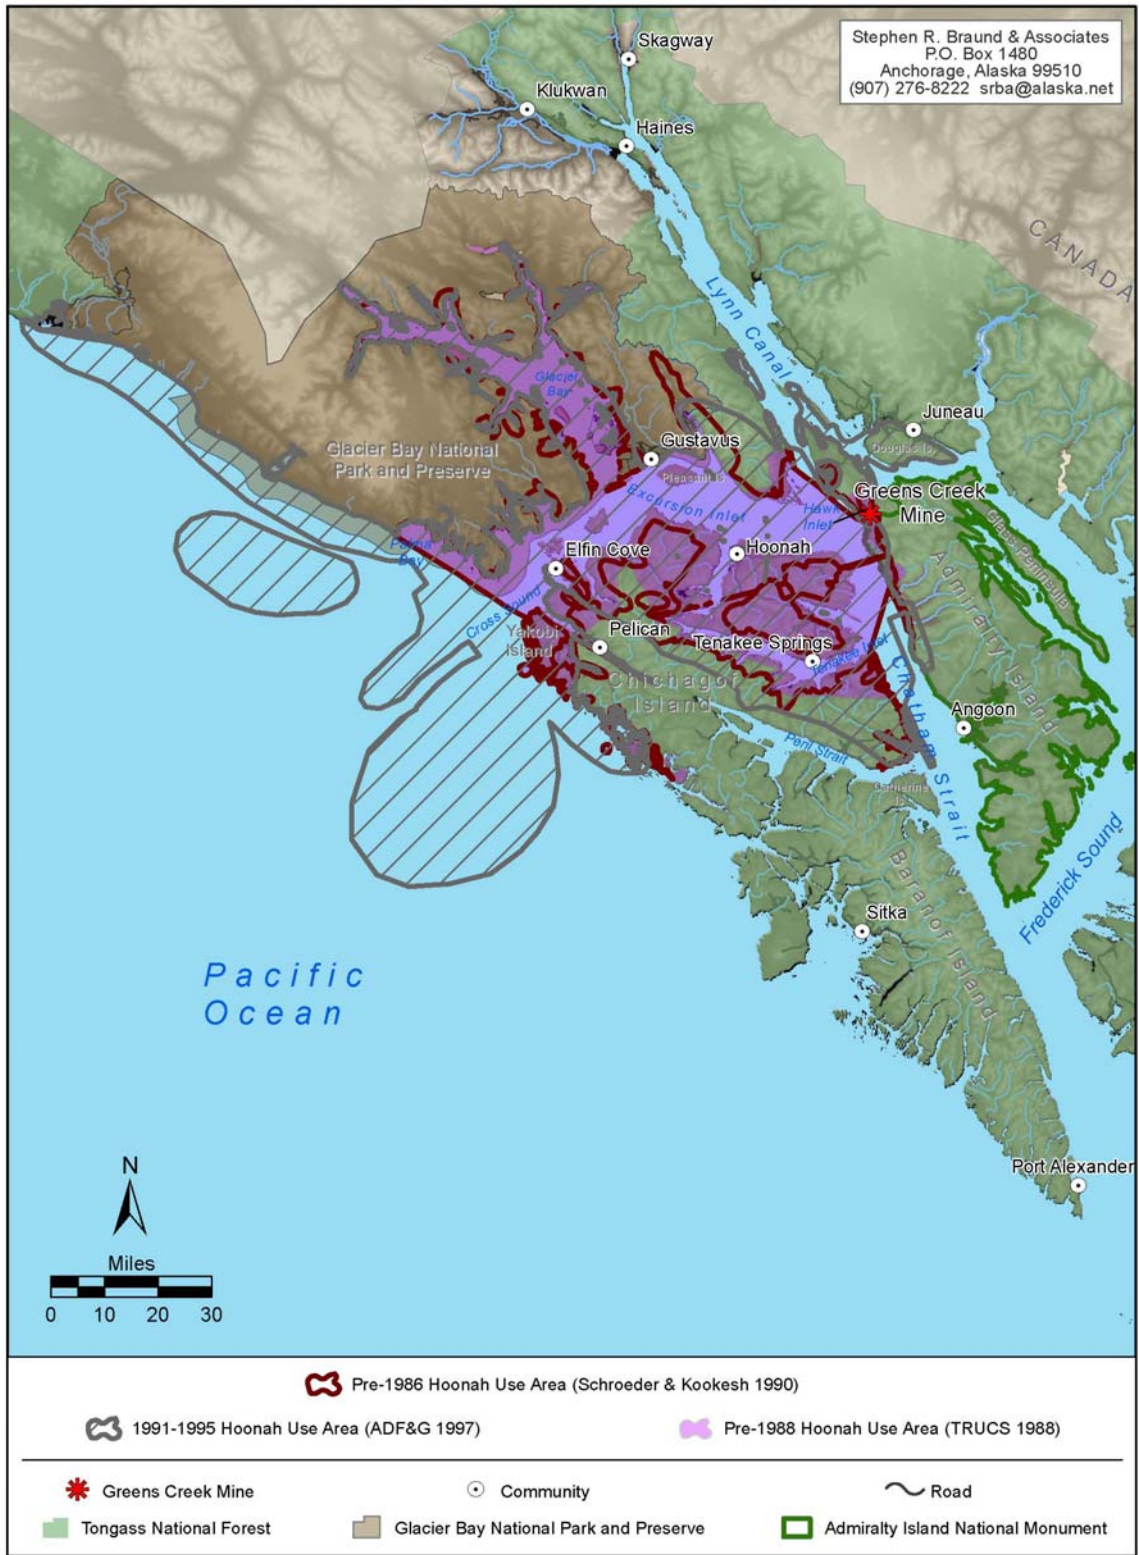 Stephen R. Braund & Associates
P.O. Box 1480
Anchorage, Alaska 99510
(907) 276-8222 srba@alaska.net
Skagway
Klukwan
Haines
CANADA
Lynn Canal
Glacier
Bay
Juneau
Douglas Is.
Gustavus
Glacier Bay National
Park and Preserve
Pleasant Is
Excursion Inlet
Greens Creek
Mine
Hawk
Inlet
Glass Peninsula
Palma
Bay
Elfin Cove
Hoonah
Admiralty Island
Cross Sound
Yakobi
Island
Pelican
Tenakee Springs
Tenakee Inlet
Chichagof
Island
Chatham Strait
Angoon
Peril Strait
Catherine
Is
Frederick Sound
Baranof Island
Sitka
Pacific
Ocean
N
Port Alexander
Miles
0 10 20 30
Pre-1986 Hoonah Use Area (Schroeder & Kookesh 1990)
1991-1995 Hoonah Use Area (ADF&G 1997)
Pre-1988 Hoonah Use Area (TRUCS 1988)
Greens Creek Mine
Community
Road
Tongass National Forest
Glacier Bay National Park and Preserve
Admiralty Island National Monument